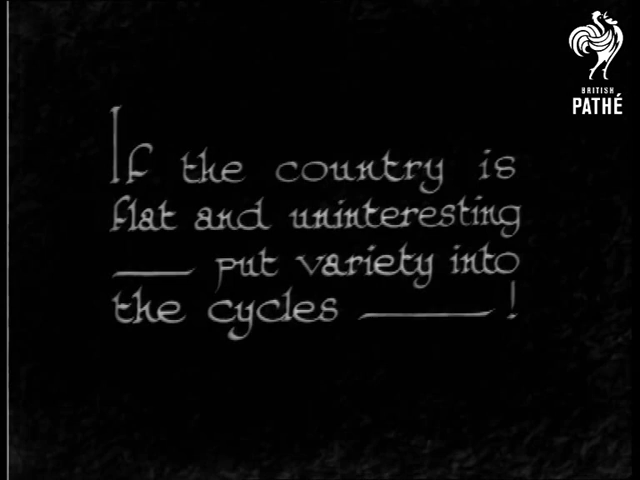 BRITISH
PATHÉ
If the country is
flat and uninteresting
— put variety into
the cycles — !